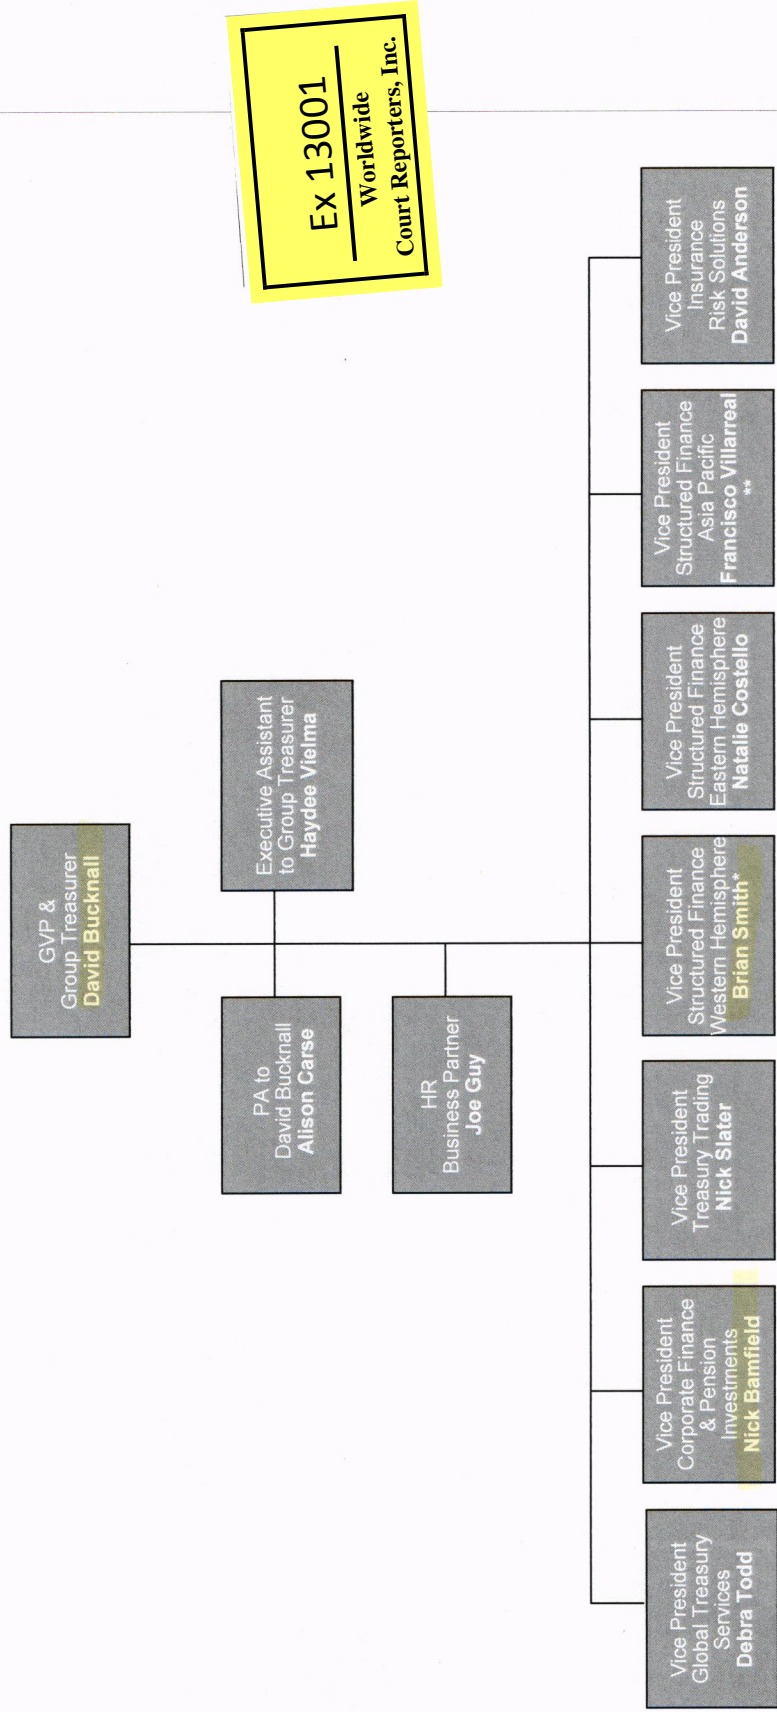 Ex 13001
Worldwide
Court Reporters, Inc.
GVP &
Group Treasurer
David Bucknall
PA to
David Bucknall
Alison Carse
Executive Assistant
to Group Treasurer
Haydee Vielma
HR
Business Partner
Joe Guy
Vice President
Global Treasury
Services
Debra Todd
Vice President
Corporate Finance
& Pension
Investments
Nick Bamfield
Vice President
Treasury Trading
Nick Slater
Vice President
Structured Finance
Western Hemisphere
Brian Smith*
Vice President
Structured Finance
Eastern Hemisphere
Natalie Costello
Vice President
Structured Finance
Asia Pacific
Francisco Villarreal
**
Vice President
Insurance
Risk Solutions
David Anderson